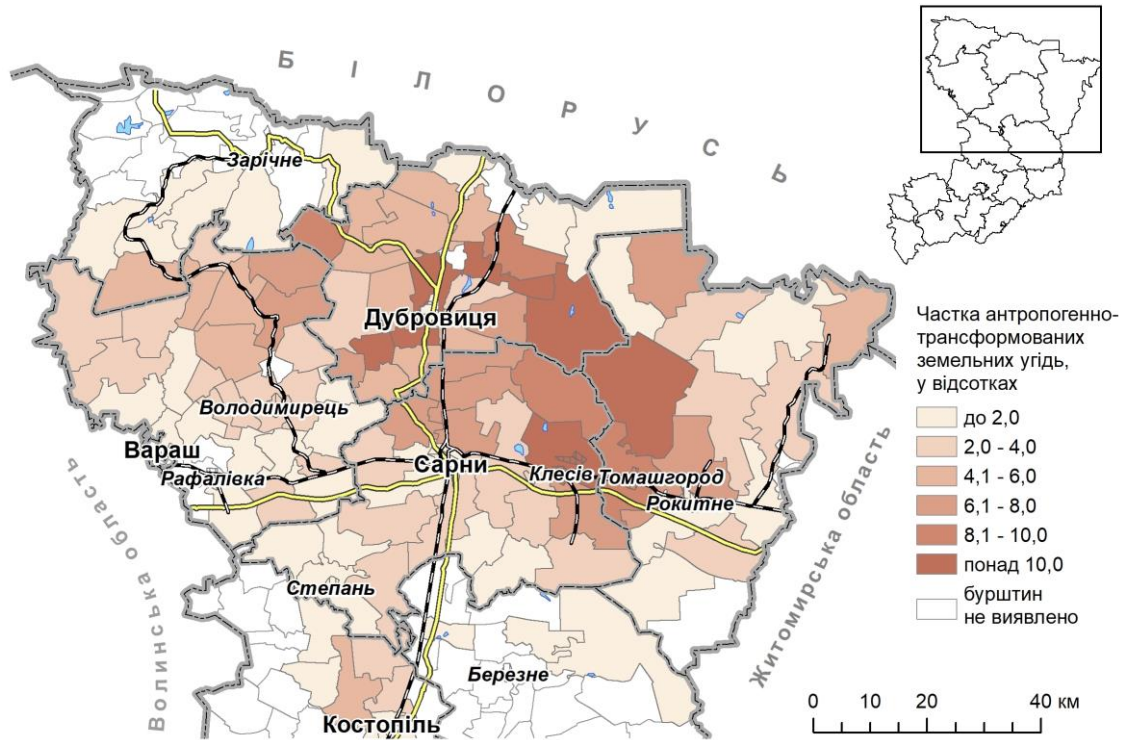 БІЛОРУСЬ
Зарічне
Дубровиця
Володимирець
Вараш
Рафалівка
Сарни
Клесів
Томашгород
Рокитне
Степань
Березне
Костопіль
Волинська область
Житомирська область
Частка антропогенно-
трансформованих
земельних угідь,
у відсотках
до 2,0
2,0 - 4,0
4,1 - 6,0
6,1 - 8,0
8,1 - 10,0
понад 10,0
бурштин
не виявлено
0 10 20 40 км